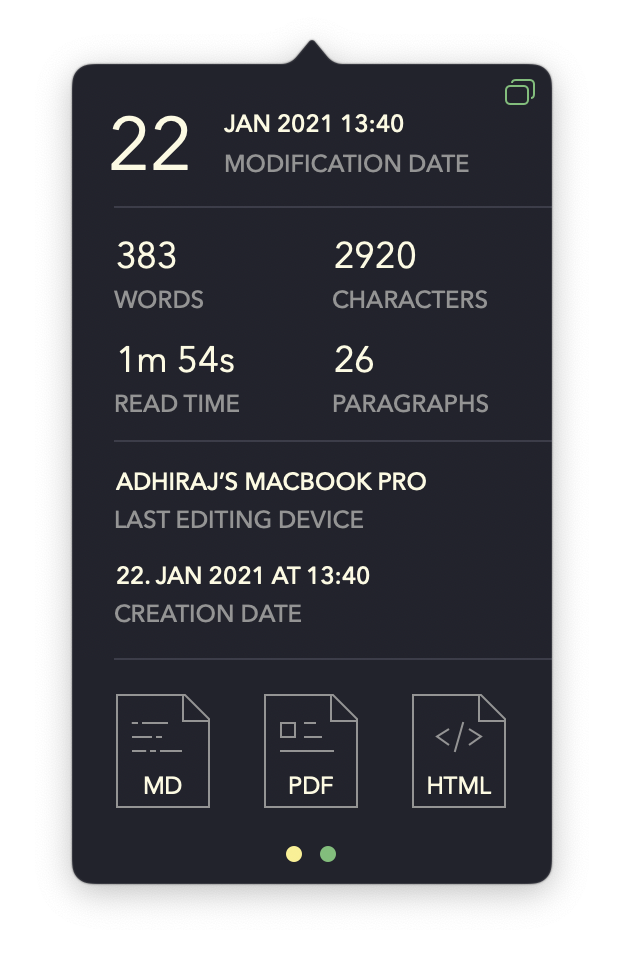 22
JAN 2021 13:40
MODIFICATION DATE
383
2920
WORDS
CHARACTERS
1m 54s
26
READ TIME
PARAGRAPHS
ADHIRAJ’S MACBOOK PRO
LAST EDITING DEVICE
22. JAN 2021 AT 13:40
CREATION DATE
</>
MD
PDF
HTML